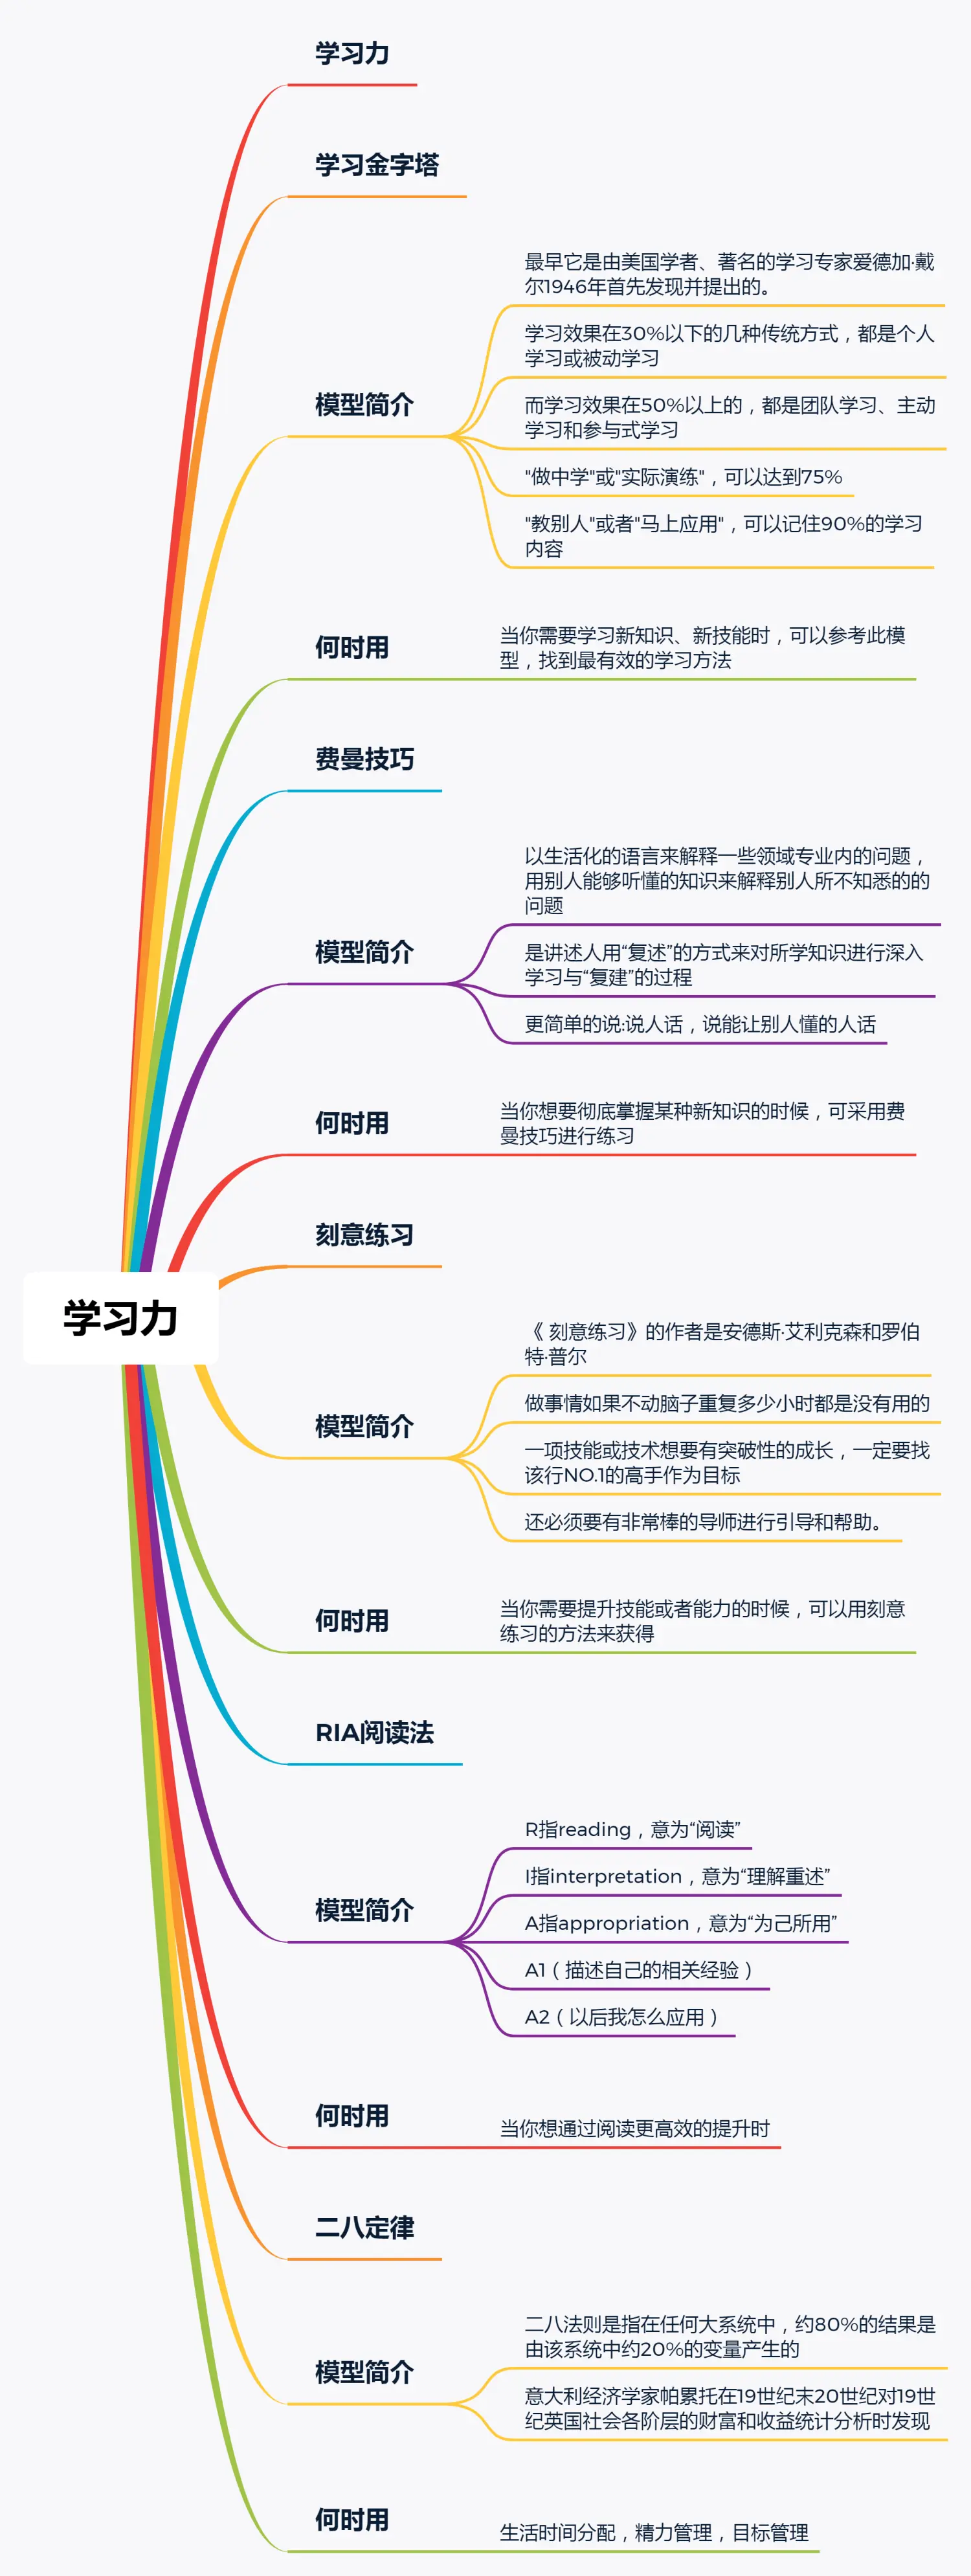 学习力
学习金字塔
模型简介
最早它是由美国学者、著名的学习专家爱德加·戴
尔1946年首先发现并提出的。
学习效果在30%以下的几种传统方式，都是个人
学习或被动学习
而学习效果在50%以上的，都是团队学习、主动
学习和参与式学习
"做中学"或"实际演练"，可以达到75%
"教别人"或者"马上应用"，可以记住90%的学习
内容
何时用
当你需要学习新知识、新技能时，可以参考此模
型，找到最有效的学习方法
费曼技巧
模型简介
以生活化的语言来解释一些领域专业内的问题，
用别人能够听懂的知识来解释别人所不知悉的的
问题
是讲述人用“复述”的方式来对所学知识进行深入
学习与“复建”的过程
更简单的说:说人话，说能让别人懂的人话
何时用
当你想要彻底掌握某种新知识的时候，可采用费
曼技巧进行练习
刻意练习
学习力
模型简介
《 刻意练习》的作者是安德斯·艾利克森和罗伯
特·普尔
做事情如果不动脑子重复多少小时都是没有用的
一项技能或技术想要有突破性的成长，一定要找
该行NO.1的高手作为目标
还必须要有非常棒的导师进行引导和帮助。
何时用
当你需要提升技能或者能力的时候，可以用刻意
练习的方法来获得
RIA阅读法
模型简介
R指reading，意为“阅读”
I指interpretation，意为“理解重述”
A指appropriation，意为“为己所用”
A1（描述自己的相关经验）
A2（以后我怎么应用）
何时用
当你想通过阅读更高效的提升时
二八定律
模型简介
二八法则是指在任何大系统中，约80%的结果是
由该系统中约20%的变量产生的
意大利经济学家帕累托在19世纪末20世纪对19世
纪英国社会各阶层的财富和收益统计分析时发现
何时用
生活时间分配，精力管理，目标管理